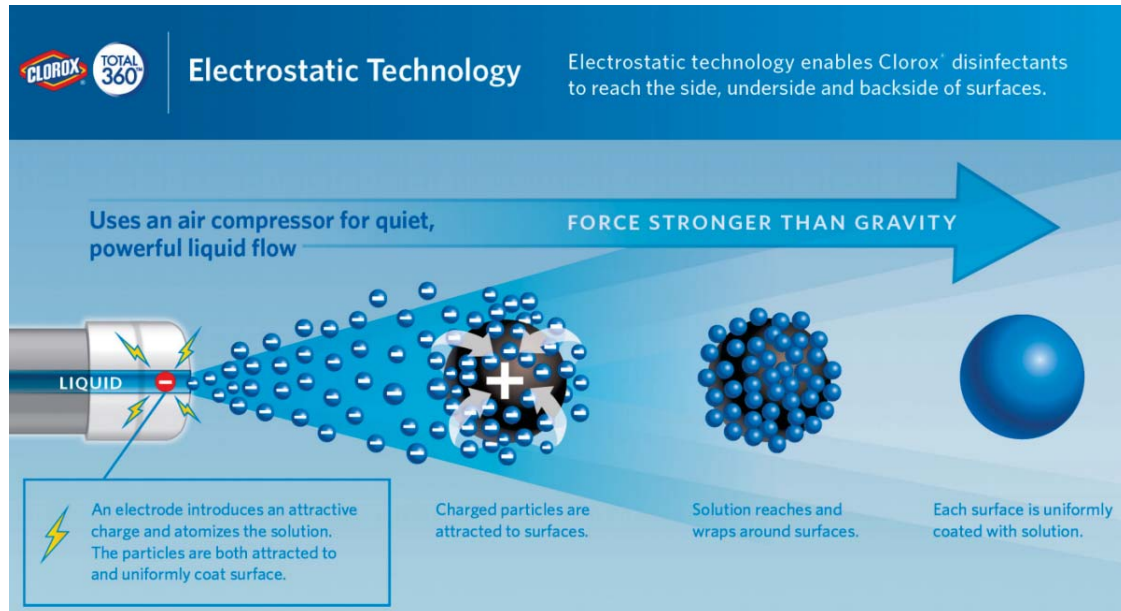 CLOROX
TOTAL
360™
Electrostatic Technology
Electrostatic technology enables Clorox® disinfectants
to reach the side, underside and backside of surfaces.
Uses an air compressor for quiet,
powerful liquid flow
FORCE STRONGER THAN GRAVITY
LIQUID
An electrode introduces an attractive
charge and atomizes the solution.
The particles are both attracted to
and uniformly coat surface.
Charged particles are
attracted to surfaces.
Solution reaches and
wraps around surfaces.
Each surface is uniformly
coated with solution.